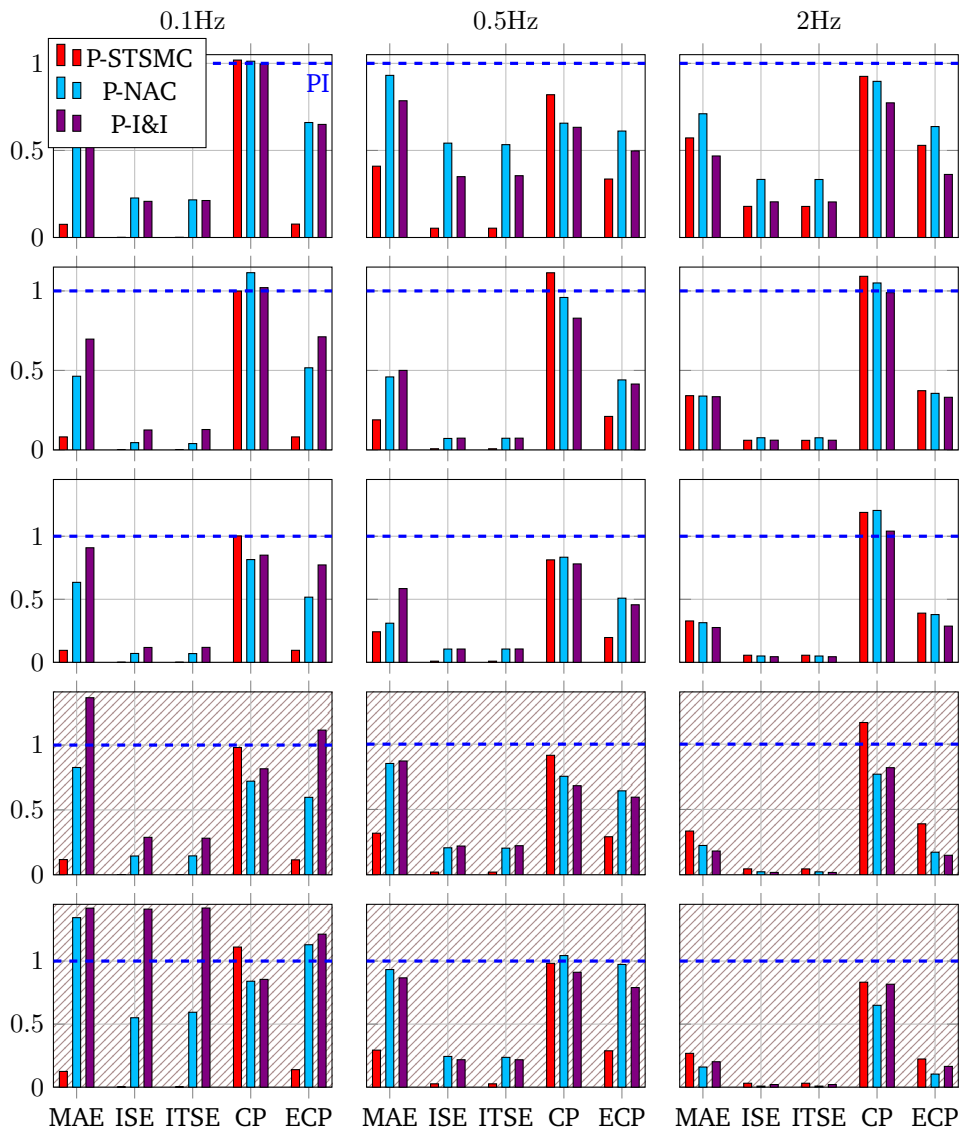 0.1Hz 0.5Hz 2Hz
P-STSMC
P-NAC
P-I&I
PI
1
0.5
0
1
0.5
0
1
0.5
0
1
0.5
0
1
0.5
0
MAE ISE ITSE CP ECP MAE ISE ITSE CP ECP MAE ISE ITSE CP ECP